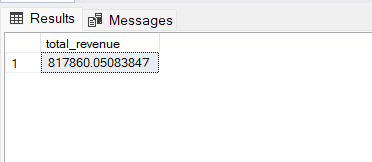 Results Messages
total_revenue
1 817860.05083847